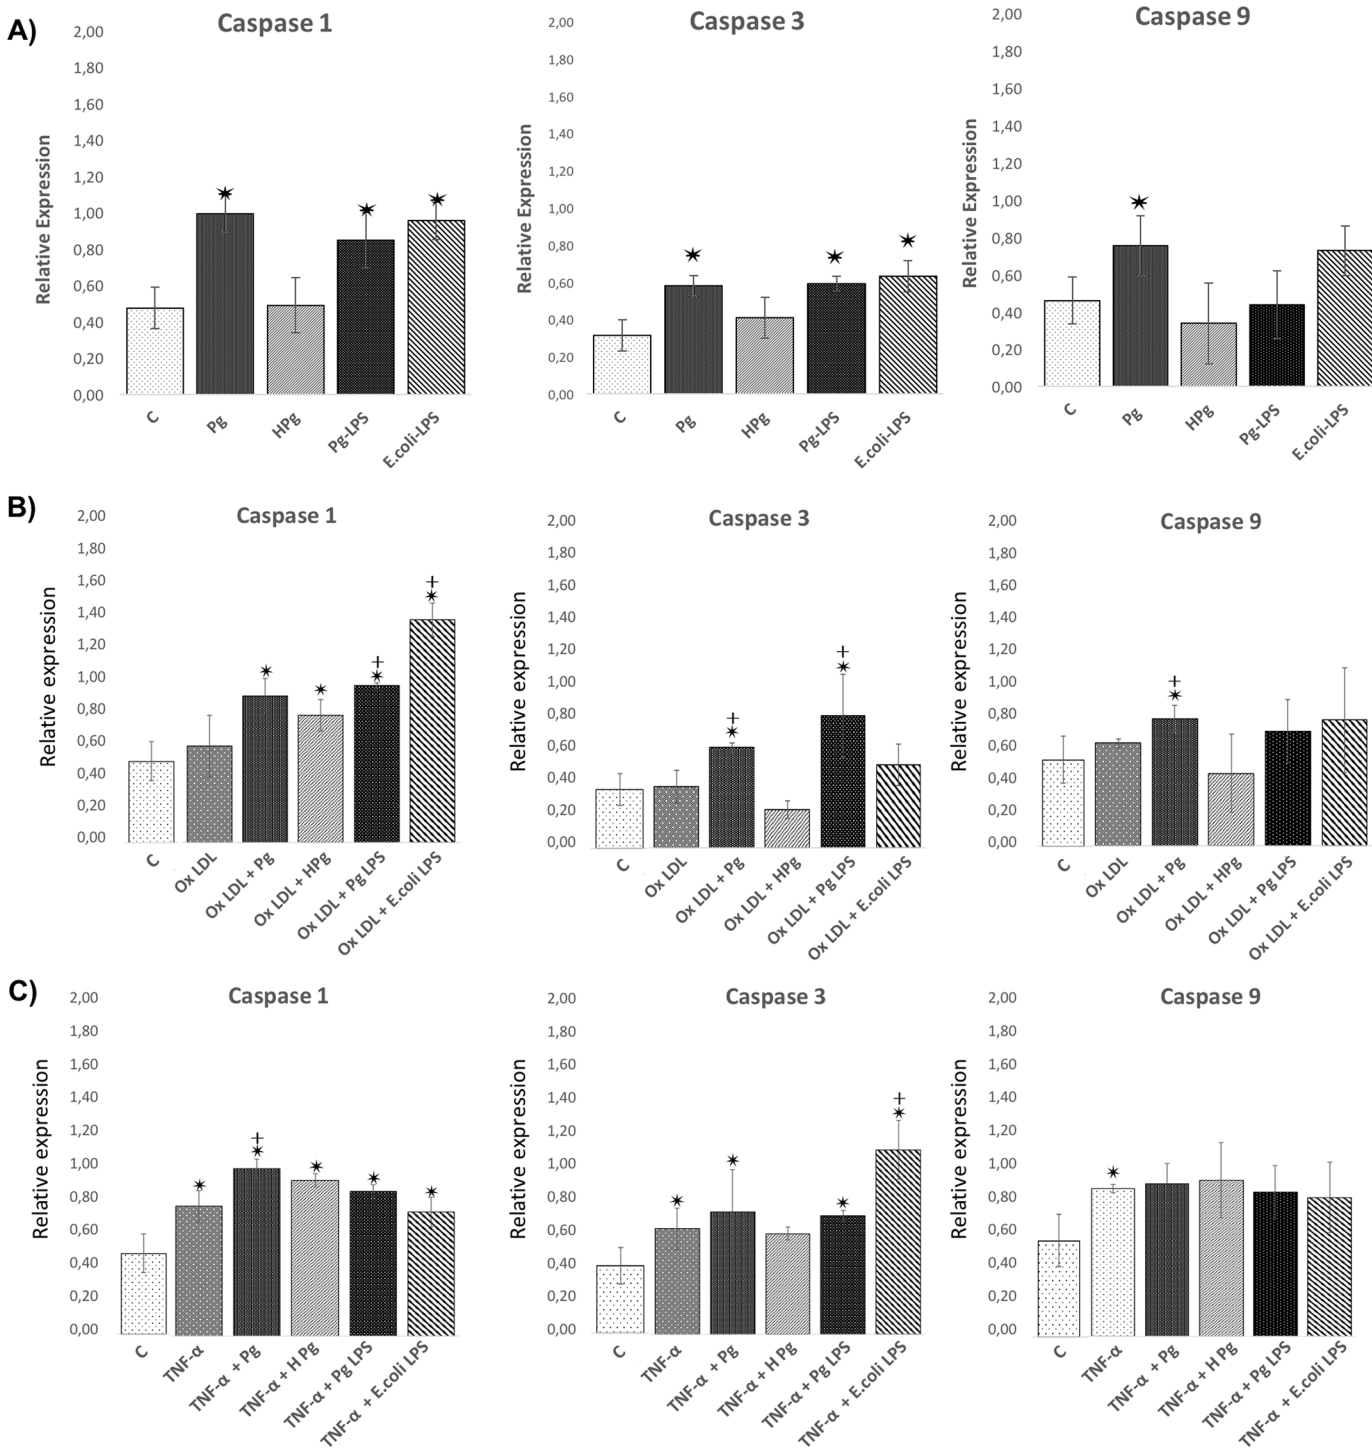 A)
Caspase 1
2,00
1,80
1,60
1,40
1,20
1,00
0,80
0,60
0,40
0,20
0,00
Relative Expression
C
Pg
HPg
Pg-LPS
E.coli-LPS
Caspase 3
2,00
1,80
1,60
1,40
1,20
1,00
0,80
0,60
0,40
0,20
0,00
Relative Expression
C
Pg
HPg
Pg-LPS
E.coli-LPS
Caspase 9
2,00
1,80
1,60
1,40
1,20
1,00
0,80
0,60
0,40
0,20
0,00
Relative Expression
C
Pg
HPg
Pg-LPS
E.coli-LPS
B)
Caspase 1
2,00
1,80
1,60
1,40
1,20
1,00
0,80
0,60
0,40
0,20
0,00
Relative expression
C
Ox LDL
Ox LDL + Pg
Ox LDL + HPg
Ox LDL + Pg LPS
Ox LDL + E.coli LPS
Caspase 3
2,00
1,80
1,60
1,40
1,20
1,00
0,80
0,60
0,40
0,20
0,00
Relative expression
C
Ox LDL
Ox LDL + Pg
Ox LDL + HPg
Ox LDL + Pg LPS
Ox LDL + E.coli LPS
Caspase 9
2,00
1,80
1,60
1,40
1,20
1,00
0,80
0,60
0,40
0,20
0,00
Relative expression
C
Ox LDL
Ox LDL + Pg
Ox LDL + HPg
Ox LDL + Pg LPS
Ox LDL + E.coli LPS
C)
Caspase 1
2,00
1,80
1,60
1,40
1,20
1,00
0,80
0,60
0,40
0,20
0,00
Relative expression
C
TNF-α
TNF-α + Pg
TNF-α + H Pg
TNF-α + Pg LPS
TNF-α + E.coli LPS
Caspase 3
2,00
1,80
1,60
1,40
1,20
1,00
0,80
0,60
0,40
0,20
0,00
Relative expression
C
TNF-α
TNF-α + Pg
TNF-α + H Pg
TNF-α + Pg LPS
TNF-α + E.coli LPS
Caspase 9
2,00
1,80
1,60
1,40
1,20
1,00
0,80
0,60
0,40
0,20
0,00
Relative expression
C
TNF-α
TNF-α + Pg
TNF-α + H Pg
TNF-α + Pg LPS
TNF-α + E.coli LPS